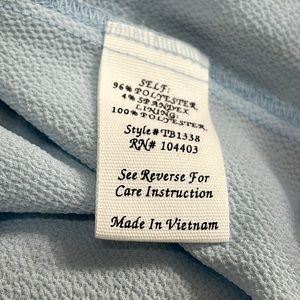 SELF:
96% POLYESTER
4% SPANDEX
LINING:
100% POLYESTER
Style# TB1338
RN# 104403
See Reverse For
Care Instruction
Made In Vietnam